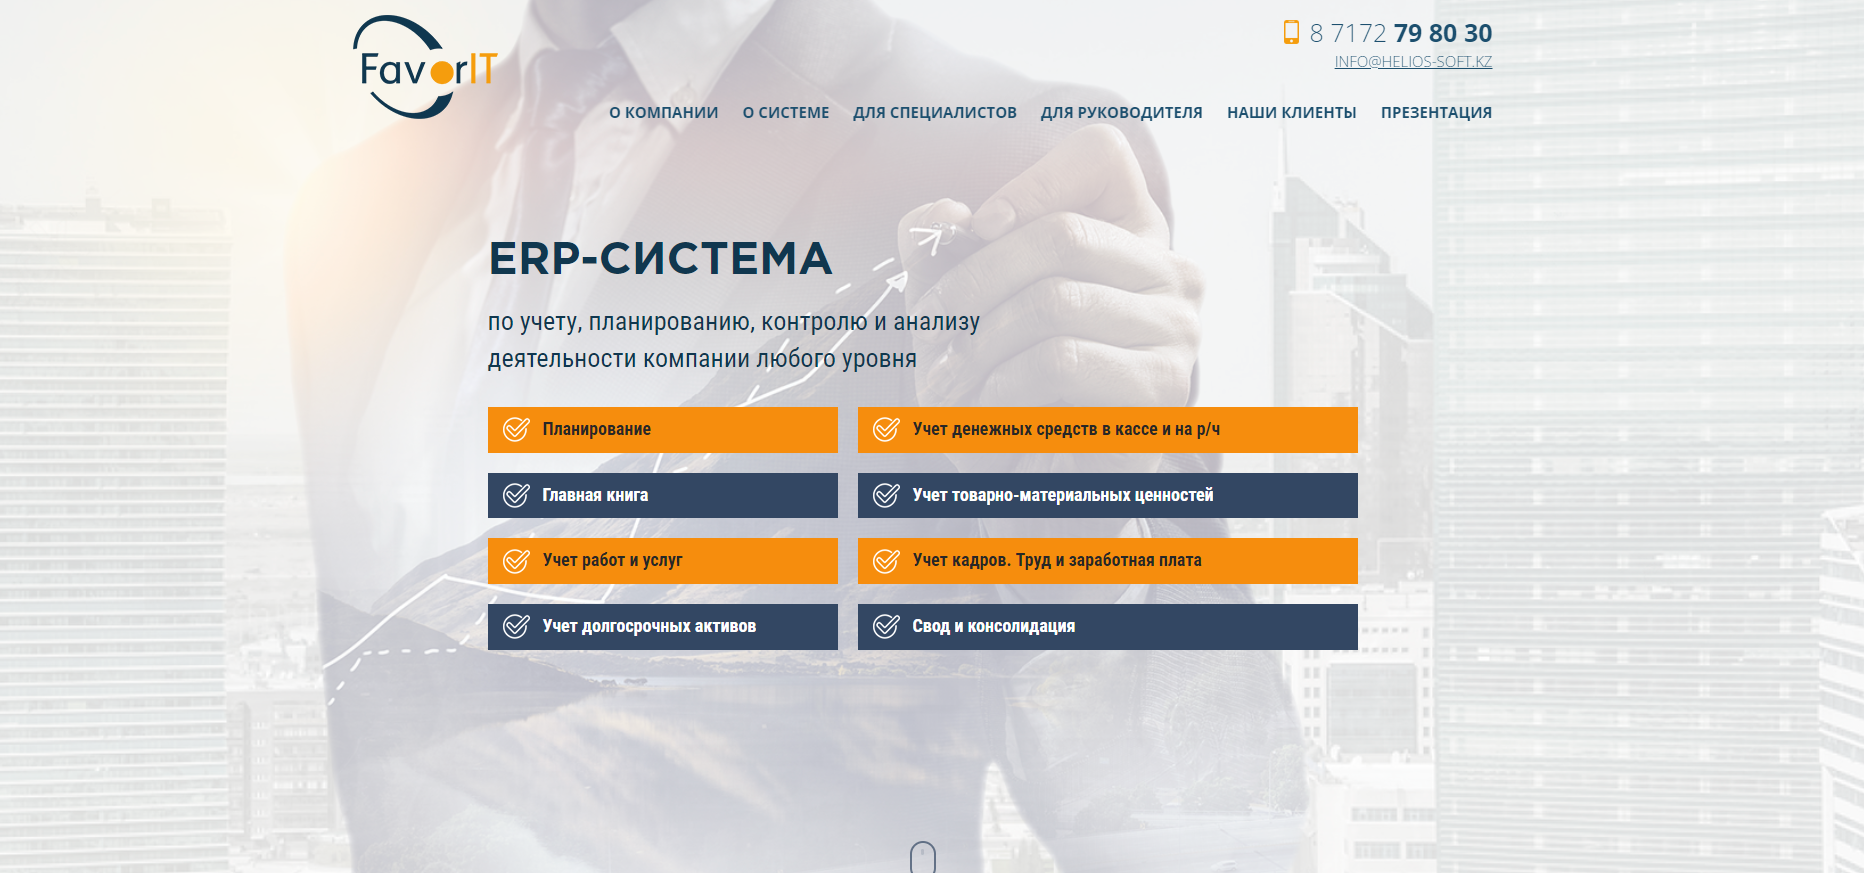 FavorIT
8 7172 79 80 30
INFO@HELIOS-SOFT.KZ
О КОМПАНИИ О СИСТЕМЕ ДЛЯ СПЕЦИАЛИСТОВ ДЛЯ РУКОВОДИТЕЛЯ НАШИ КЛИЕНТЫ ПРЕЗЕНТАЦИЯ
ERP-СИСТЕМА
по учету, планированию, контролю и анализу
деятельности компании любого уровня
Планирование
Учет денежных средств в кассе и на р/ч
Главная книга
Учет товарно-материальных ценностей
Учет работ и услуг
Учет кадров. Труд и заработная плата
Учет долгосрочных активов
Свод и консолидация